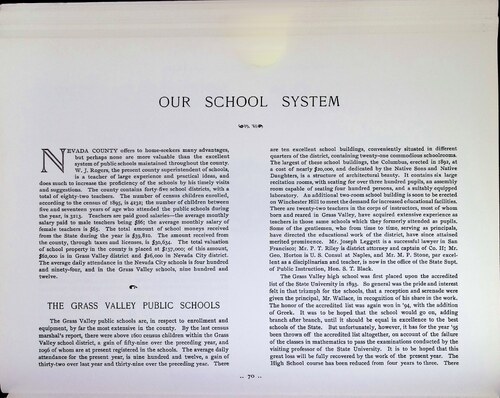 OUR SCHOOL SYSTEM
NEVADA COUNTY offers to home-seekers many advantages,
but perhaps none are more valuable than the excellent
system of public schools maintained throughout the county.
W. J. Rogers, the present county superintendent of schools,
is a teacher of large experience and practical ideas, and
does much to increase the proficiency of the schools by his timely visits
and suggestions. The county contains forty-five school districts, with a
total of eighty-two teachers. The number of census children enrolled,
according to the census of 1895, is 4152; the number of children between
five and seventeen years of age who attended the public schools during
the year, is 3213. Teachers are paid good salaries—the average monthly
salary paid to male teachers being $86; the average monthly salary of
female teachers is $65. The total amount of school moneys received
from the State during the year is $39,810. The amount received from
the county, through taxes and licenses, is $20,634. The total valuation
of school property in the county is placed at $157,000; of this amount,
$60,000 is in Grass Valley district and $26,000 in Nevada City district.
The average daily attendance in the Nevada City schools is four hundred
and ninety-four, and in the Grass Valley schools, nine hundred and
twelve.
THE GRASS VALLEY PUBLIC SCHOOLS
The Grass Valley public schools are, in respect to enrollment and
equipment, by far the most extensive in the county. By the last census
marshal's report, there were above 1600 census children within the Grass
Valley school district, a gain of fifty-nine over the preceding year, and
1096 of whom are at present registered in the schools. The average daily
attendance for the present year, is nine hundred and twelve, a gain of
thirty-two over last year and thirty-nine over the preceding year. There
are ten excellent school buildings, conveniently situated in different
quarters of the district, containing twenty-one commodious schoolrooms.
The largest of these school buildings, the Columbus, erected in 1892, at
a cost of nearly $20,000, and dedicated by the Native Sons and Native
Daughters, is a structure of architectural beauty. It contains six large
recitation rooms, with seats for over three hundred pupils, an assembly
room capable of seating four hundred persons, and a suitably equipped
laboratory. An additional two-room school building is soon to be erected
on Winchester Hill to meet the demand for increased educational facilities.
There are twenty-two teachers in the corps of instructors, most of whom
born and reared in Grass Valley, have acquired extensive experience as
teachers in those same schools which they formerly attended as pupils.
Some of the gentlemen, who from time to time, serving as principals,
have directed the educational work of the district, have since attained
merited prominence. Mr. Joseph Leggett is a successful lawyer in San
Francisco; Mr. P. T. Riley is district attorney and captain of Co. II; Mr.
Geo. Horton is U. S. Consul at Naples, and Mr. M. P. Stone, par excel-
lent as a disciplinarian and teacher, is now in the office of the State Supt.
of Public Instruction, Hon. S. T. Black.
The Grass Valley high school was first placed upon the accredited
list of the State University in 1893. So general was the pride and interest
felt in that triumph for the schools, that a reception and serenade were
given the principal, Mr. Wallace, in recognition of his share in the work.
The honor of the accredited list was again won in '94, with the addition
of Greek. It was to be hoped that the school would go on, adding
branch after branch, until it should be equal in excellence to the best
schools of the State. But unfortunately, however, it has for the year '95
been thrown off the accredited list altogether, on account of the failure
of the classes in mathematics to pass the examinations conducted by the
visiting professor of the State University. It is to be hoped that this
great loss will be fully recovered by the work of the present year. The
High School course has been reduced from four years to three. There
-- 70 --